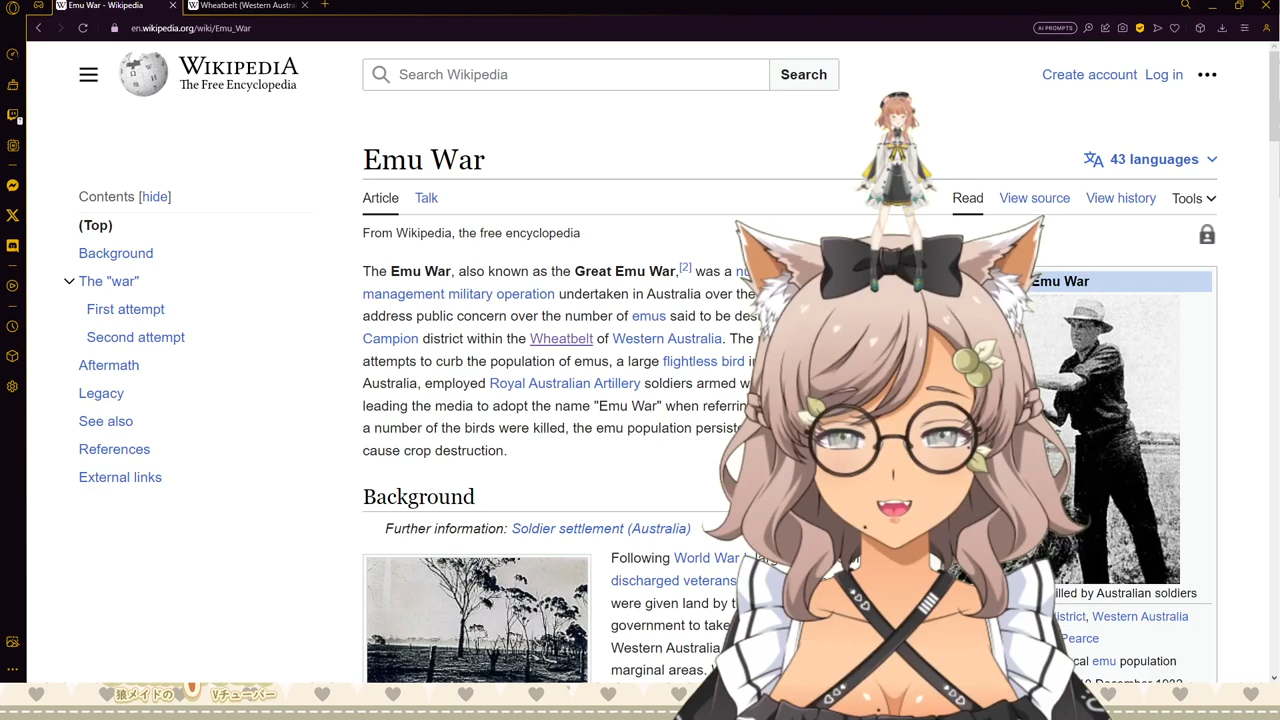 Emu War - Wikipedia
Wheatbelt (Western Austral
en.wikipedia.org/wiki/Emu_War
AI PROMPTS
WIKIPEDIA
The Free Encyclopedia
Search Wikipedia
Search
Create account
Log in
Emu War
43 languages
Contents [hide]
Article
Talk
Read
View source
View history
Tools
(Top)
From Wikipedia, the free encyclopedia
Background
The "war"
First attempt
Second attempt
Aftermath
Legacy
See also
References
External links
The Emu War, also known as the Great Emu War,[2] was a
management military operation undertaken in Australia over the
address public concern over the number of emus said to be
Campion district within the Wheatbelt of Western Australia. The
attempts to curb the population of emus, a large flightless bird
Australia, employed Royal Australian Artillery soldiers armed
leading the media to adopt the name "Emu War" when
a number of the birds were killed, the emu population
cause crop destruction.
Background
Further information: Soldier settlement (Australia)
Following World War
discharged veterans
were given land by
government to take
Western Australia
marginal areas.
Emu War
by Australian soldiers
Western Australia
Pearce
emu population
狼メイドの Vチューバー